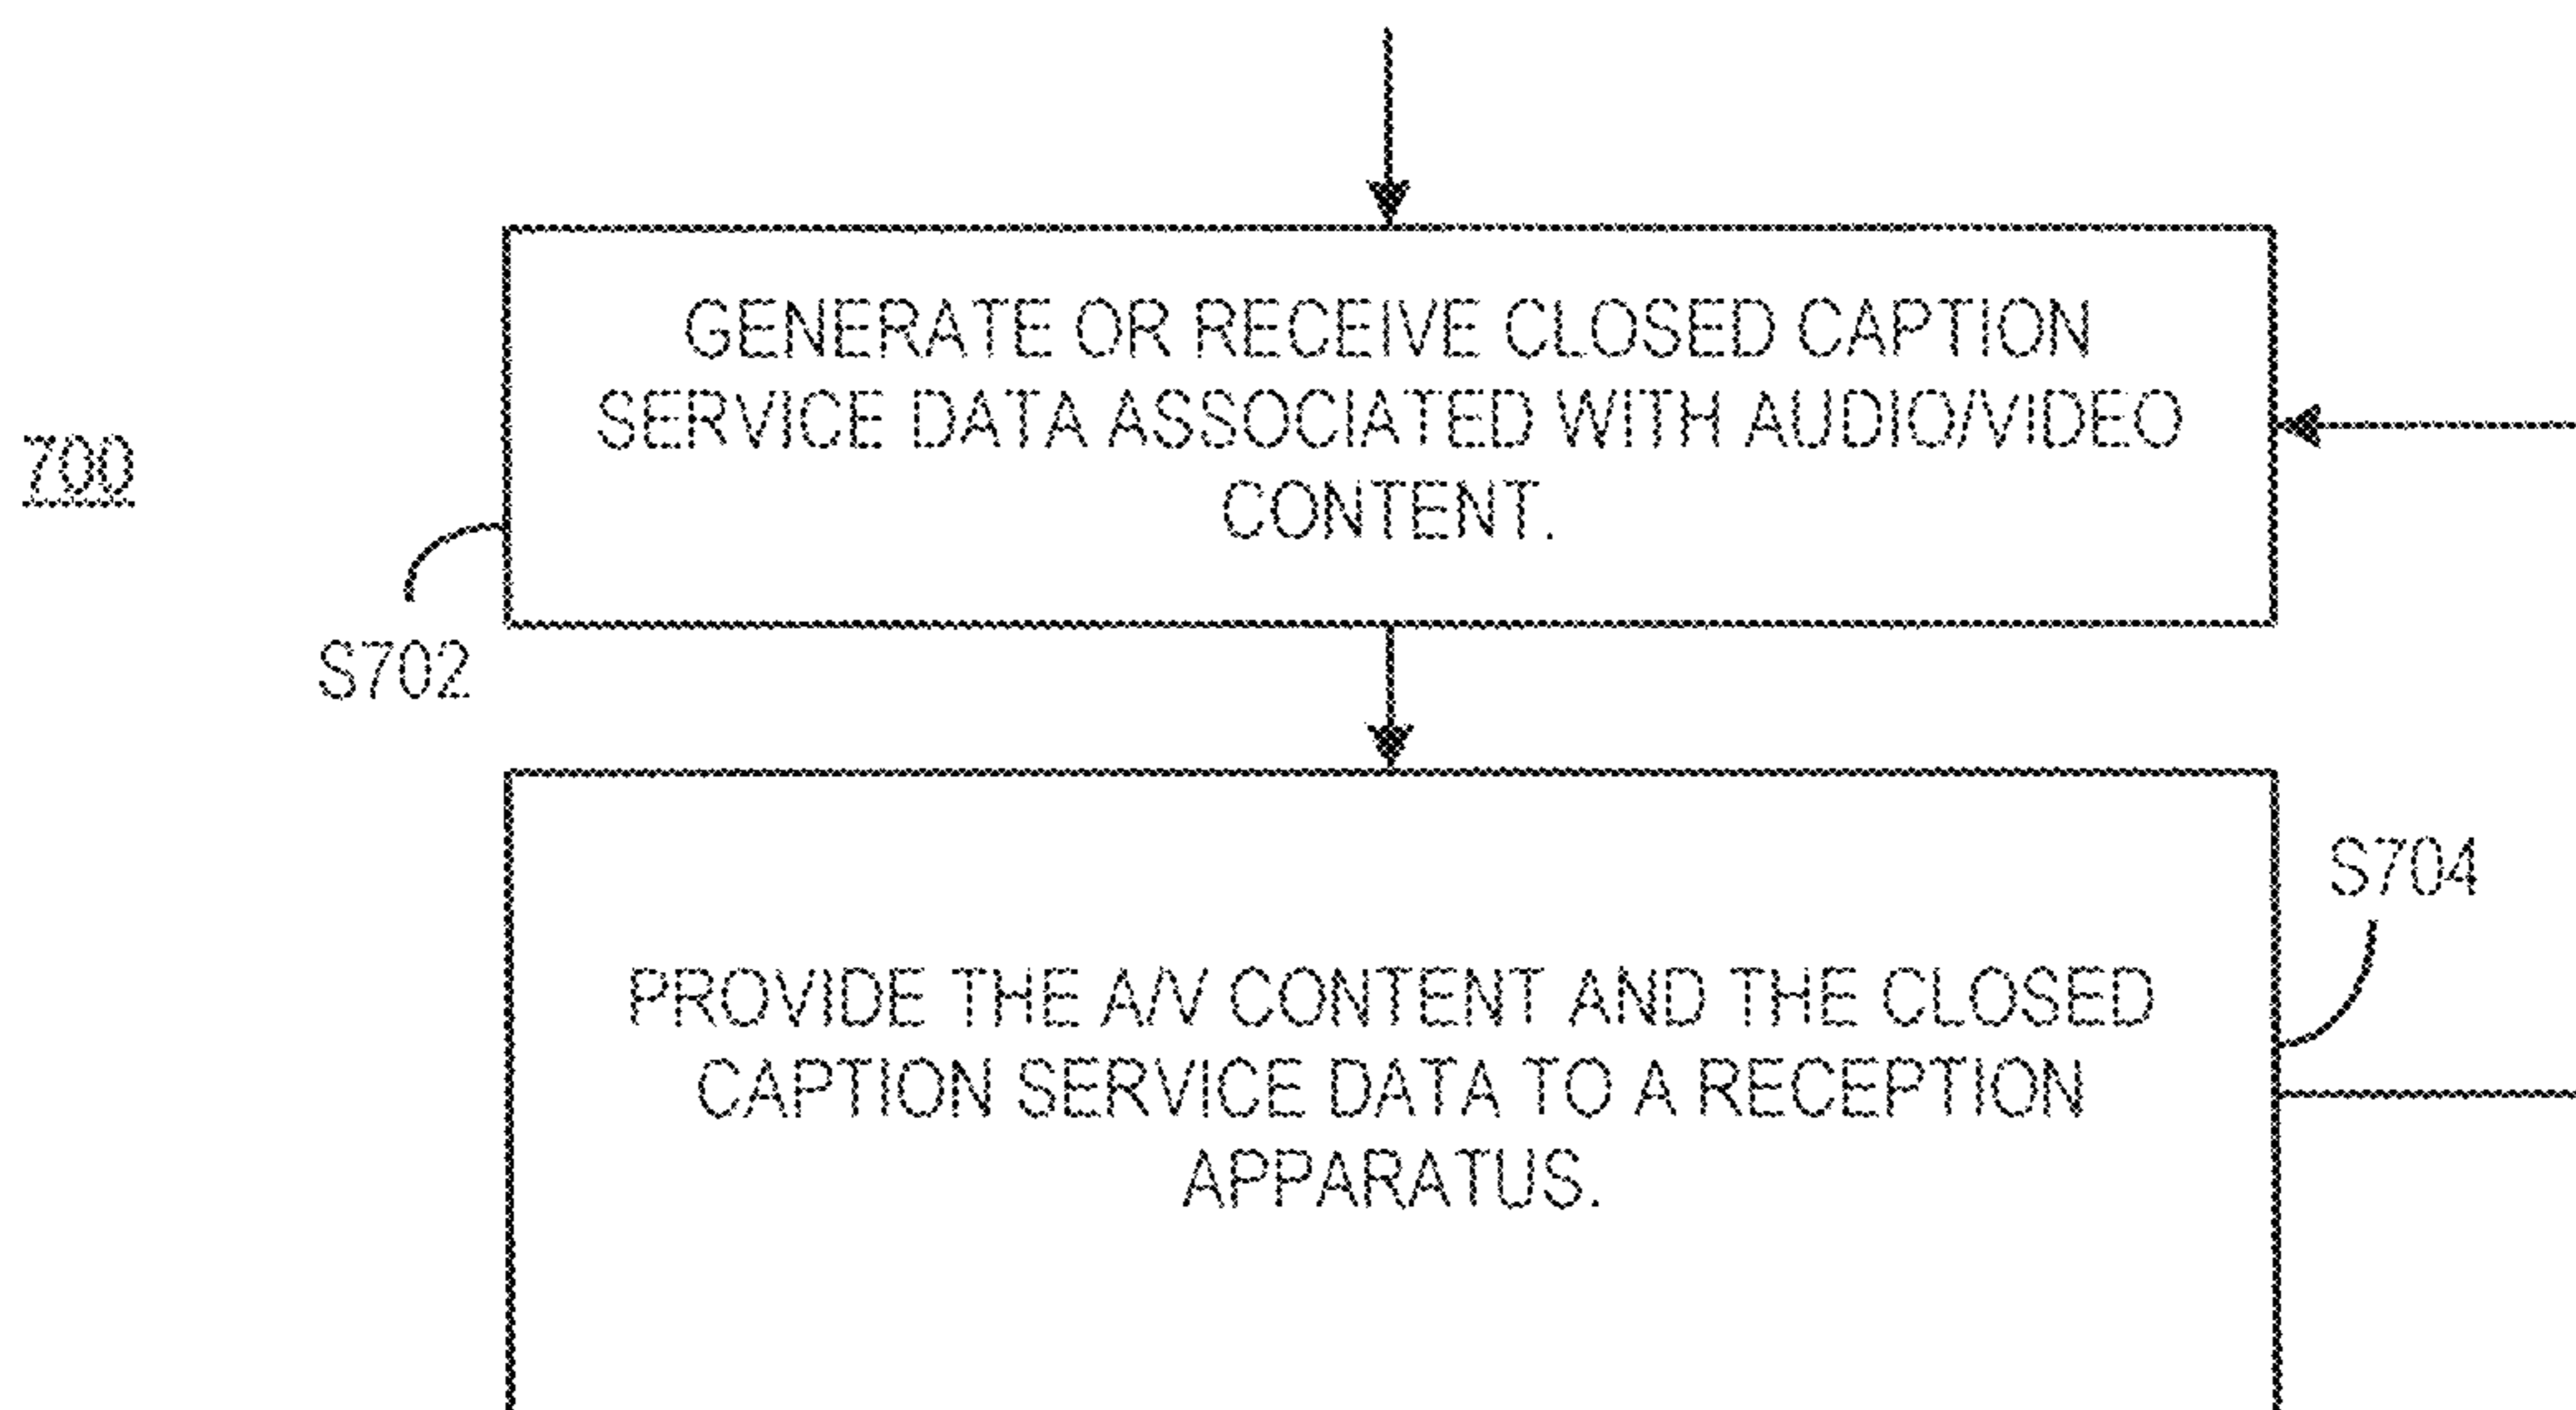 GENERATE OR RECEIVE CLOSED CAPTION
SERVICE DATA ASSOCIATED WITH AUDIO/VIDEO
CONTENT.
700
S702
S704
PROVIDE THE A/V CONTENT AND THE CLOSED
CAPTION SERVICE DATA TO A RECEPTION
APPARATUS.